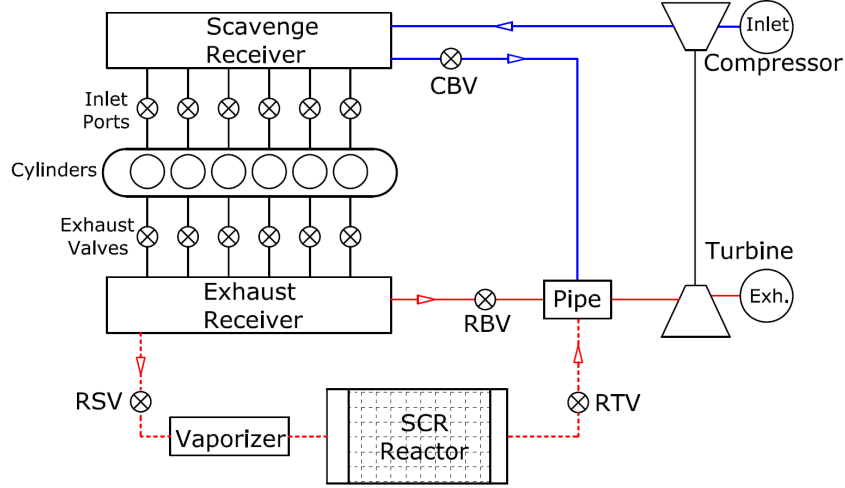 Scavenge
Receiver
Inlet
Compressor
CBV
Inlet
Ports
Cylinders
Exhaust
Valves
Turbine
Exhaust
Receiver
RBV
Pipe
Exh.
RSV
Vaporizer
SCR
Reactor
RTV